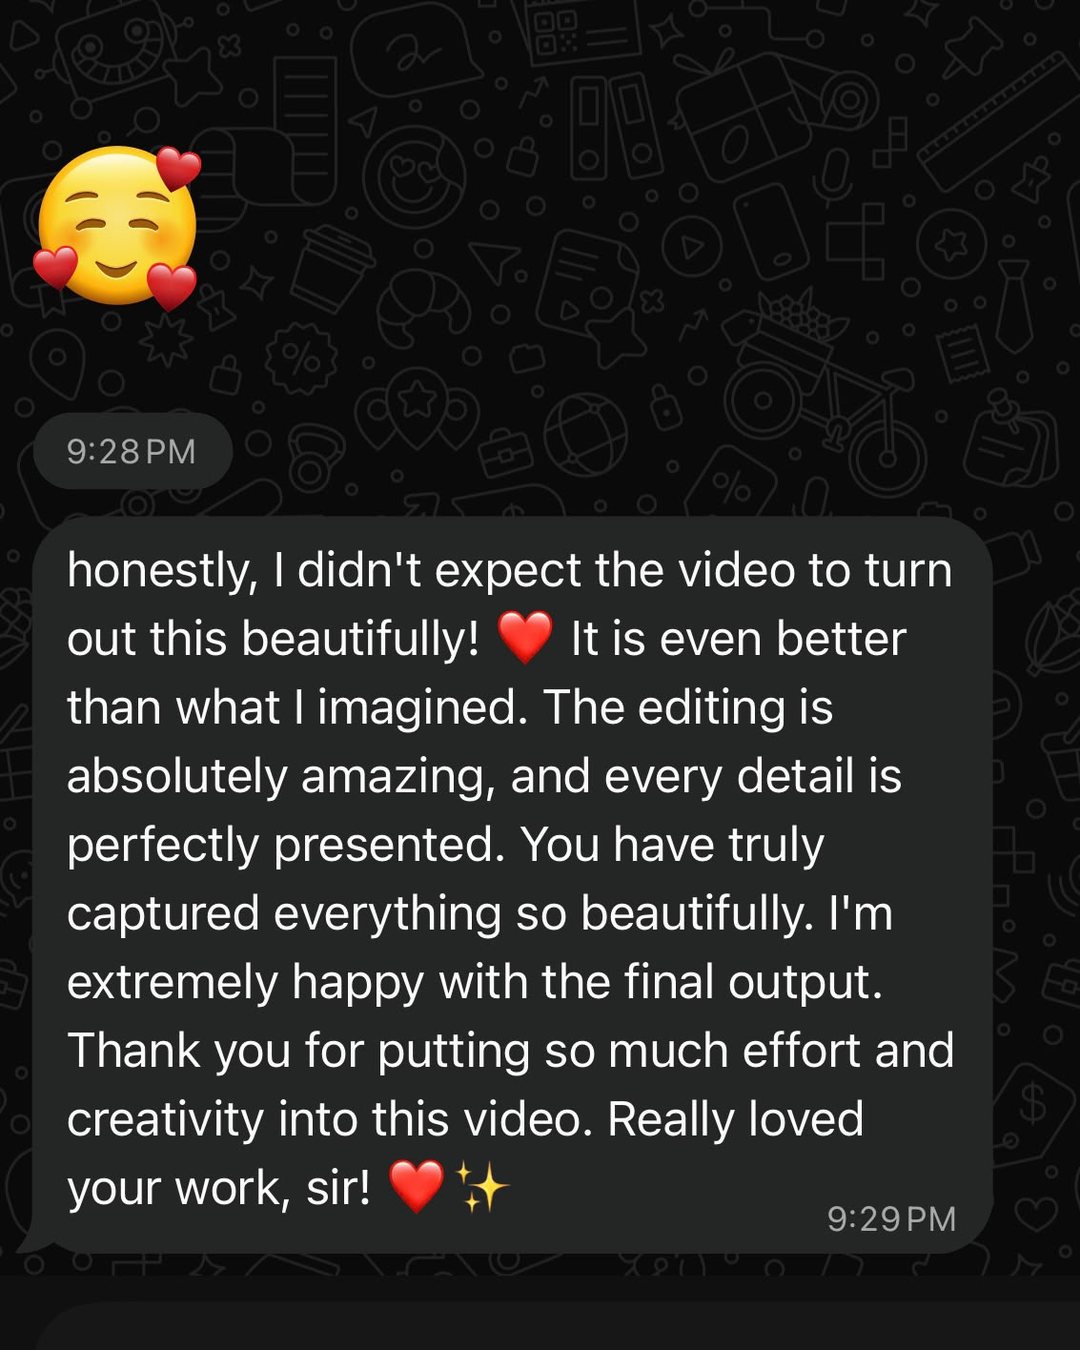 🥰
9:28 PM
honestly, I didn't expect the video to turn
out this beautifully! ❤️ It is even better
than what I imagined. The editing is
absolutely amazing, and every detail is
perfectly presented. You have truly
captured everything so beautifully. I'm
extremely happy with the final output.
Thank you for putting so much effort and
creativity into this video. Really loved
your work, sir! ❤️✨
9:29 PM